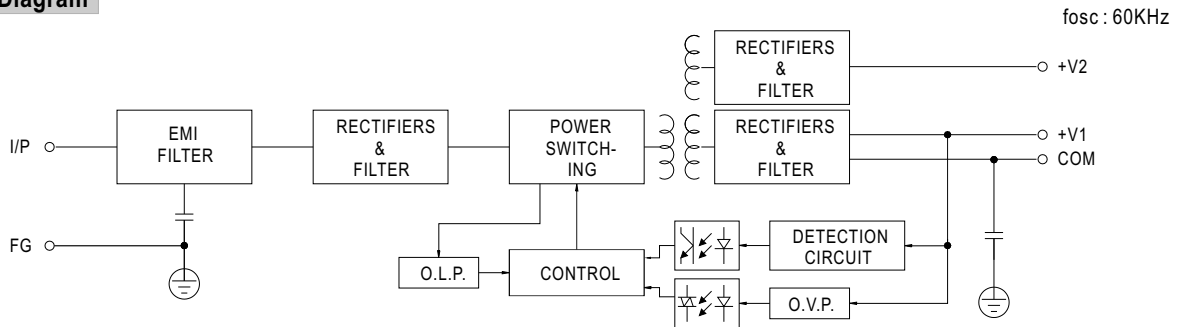 Diagram
fosc : 60KHz
RECTIFIERS
&
FILTER
+V2
I/P
EMI
FILTER
RECTIFIERS
&
FILTER
POWER
SWITCH-
ING
RECTIFIERS
&
FILTER
+V1
COM
FG
O.L.P.
CONTROL
DETECTION
CIRCUIT
O.V.P.